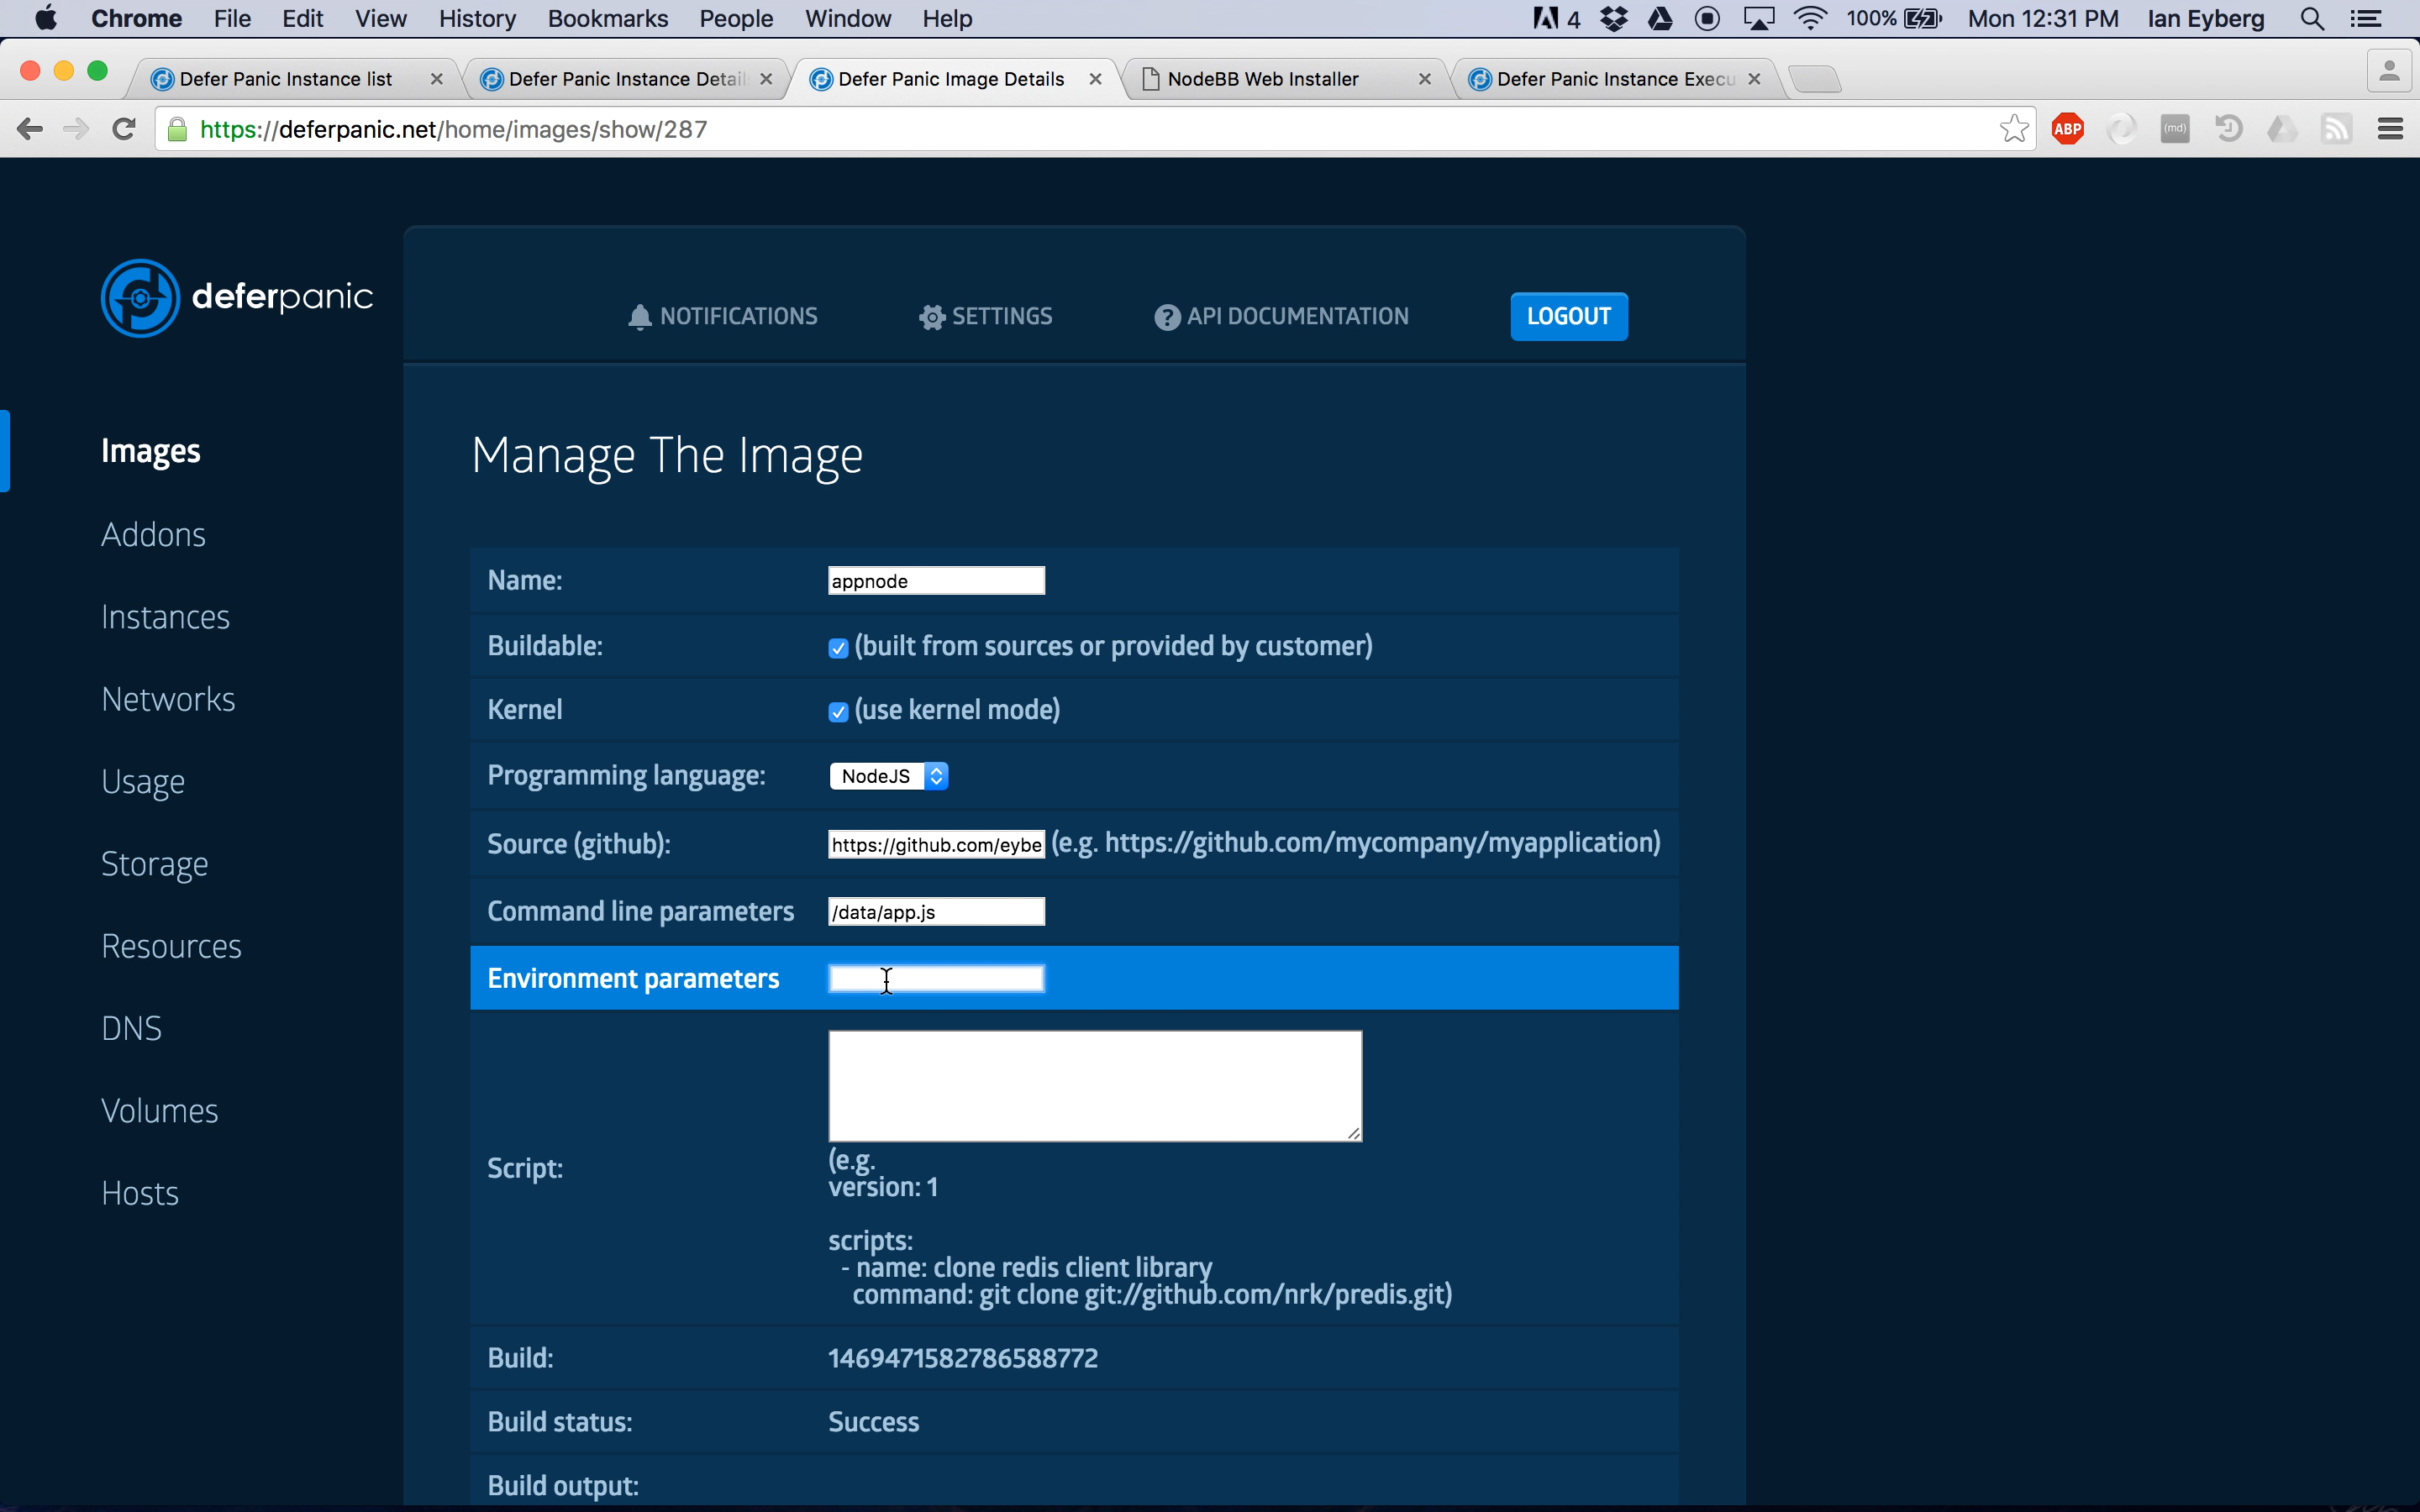 Chrome File Edit View History Bookmarks People Window Help 4 100% Mon 12:31 PM Ian Eyberg
Defer Panic Instance list Defer Panic Instance Detail Defer Panic Image Details NodeBB Web Installer Defer Panic Instance Execu
https://deferpanic.net/home/images/show/287 ABP (md)
deferpanic
NOTIFICATIONS SETTINGS ? API DOCUMENTATION LOGOUT
Images
Addons
Instances
Networks
Usage
Storage
Resources
DNS
Volumes
Hosts
Manage The Image
Name: appnode
Buildable: (built from sources or provided by customer)
Kernel (use kernel mode)
Programming language: NodeJS
Source (github): https://github.com/eybe (e.g. https://github.com/mycompany/myapplication)
Command line parameters /data/app.js
Environment parameters
Script:
(e.g.
version: 1
scripts:
- name: clone redis client library
command: git clone git://github.com/nrk/predis.git)
Build: 1469471582786588772
Build status: Success
Build output: